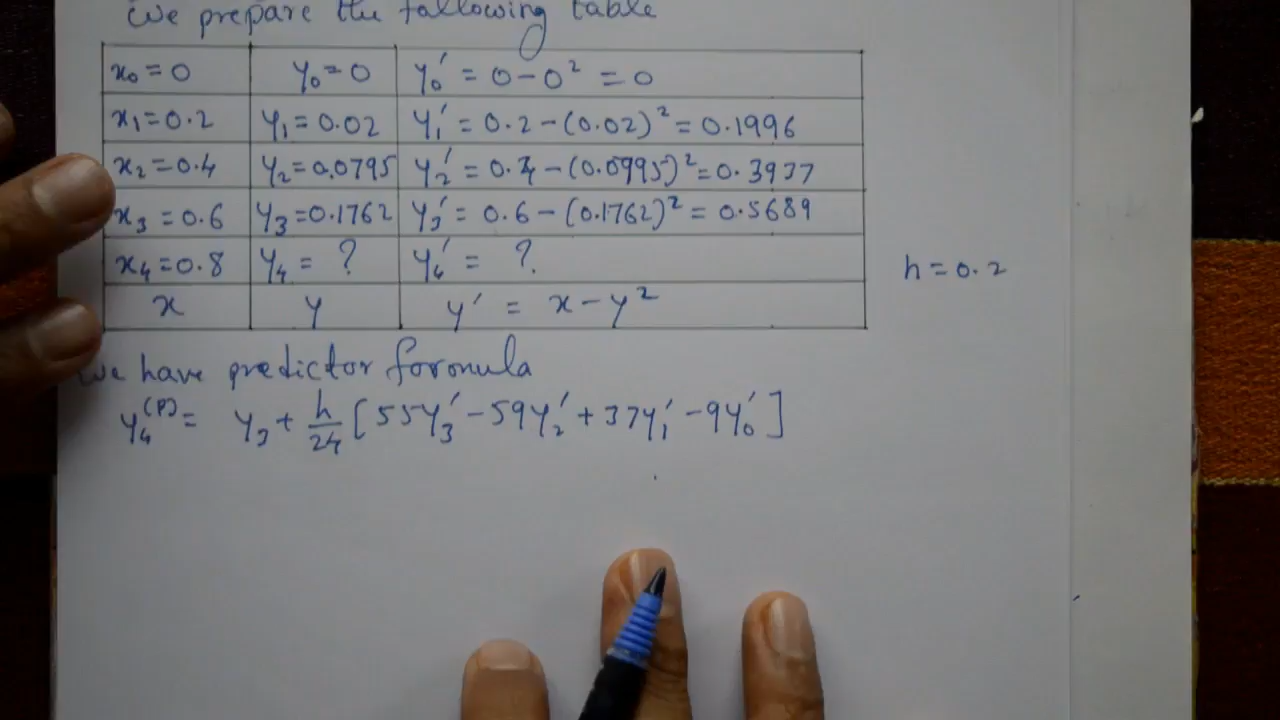 We prepare the following table
x₀ = 0 y₀ = 0 y₀′ = 0 − 0² = 0
x₁ = 0.2 y₁ = 0.02 y₁′ = 0.2 − (0.02)² = 0.1996
x₂ = 0.4 y₂ = 0.0795 y₂′ = 0.4 − (0.0995)² = 0.3937
x₃ = 0.6 y₃ = 0.1762 y₃′ = 0.6 − (0.1762)² = 0.5689
x₄ = 0.8 y₄ = ? y₄′ = ?
h = 0.2
x y y′ = x − y²
We have predictor formula
y₄⁽ᴾ⁾ = y₃ + h/24 [55y₃′ − 59y₂′ + 37y₁′ − 9y₀′]